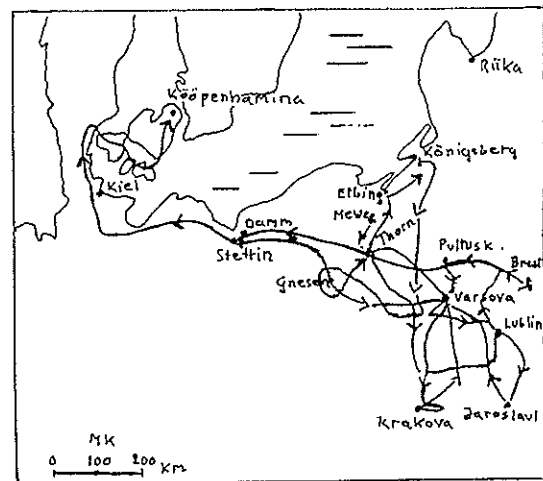 Riika
Kööpenhamina
Königsberg
Kiel
Elbing
Mewe
Damm
Thorn
Stettin
Pultusk.
Brest
Gnesen
Varsova
Lublin
Krakova
Jaroslavl
MK
0 100 200 KM